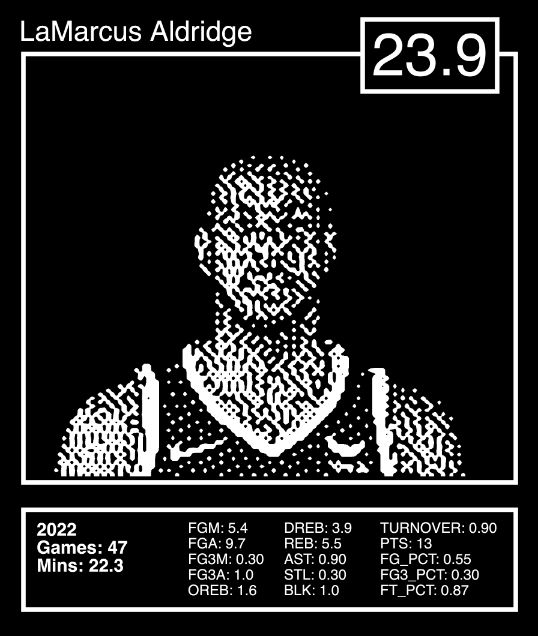 LaMarcus Aldridge
23.9
2022
Games: 47
Mins: 22.3
FGM: 5.4
FGA: 9.7
FG3M: 0.30
FG3A: 1.0
OREB: 1.6
DREB: 3.9
REB: 5.5
AST: 0.90
STL: 0.30
BLK: 1.0
TURNOVER: 0.90
PTS: 13
FG_PCT: 0.55
FG3_PCT: 0.30
FT_PCT: 0.87